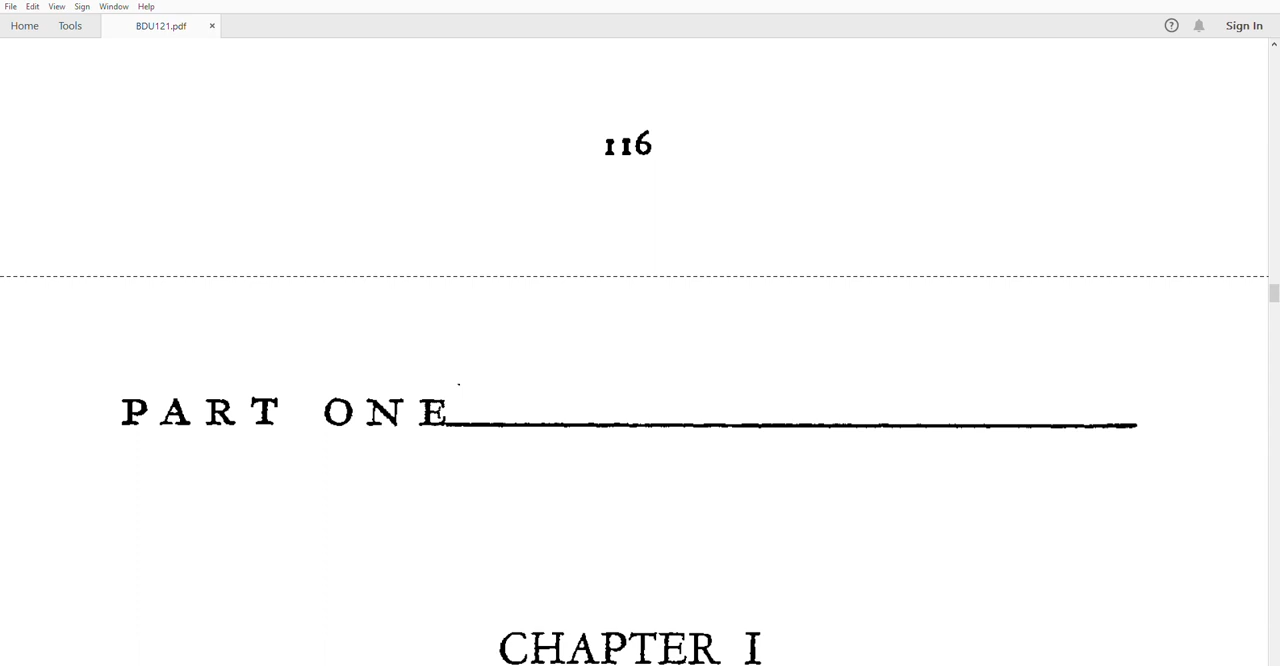 File Edit View Sign Window Help
Home Tools BDU121.pdf × ? Sign In
116
PART ONE
CHAPTER I